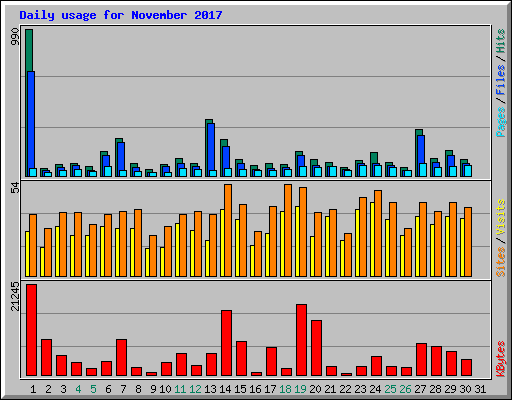 Daily usage for November 2017
990
Pages / Files / Hits
54
Sites / Visits
21245
KBytes
1 2 3 4 5 6 7 8 9 10 11 12 13 14 15 16 17 18 19 20 21 22 23 24 25 26 27 28 29 30 31